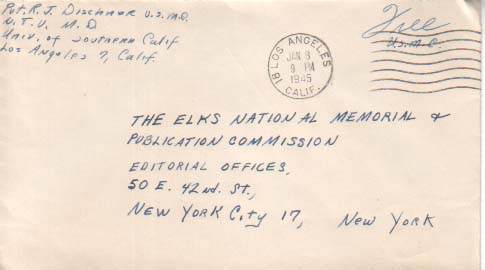 Pvt. R. J. Dischner U.S.M.C.
N.T.U. M.D.
Univ. of Southern Calif
Los Angeles 7, Calif.
Free
U.S.M.C.
18 LOS ANGELES
JAN 8
9 PM
1945
CALIF.
THE ELKS NATIONAL MEMORIAL &
PUBLICATION COMMISSION
EDITORIAL OFFICES,
50 E. 42nd. ST.,
NEW YORK City 17, NEW YORK